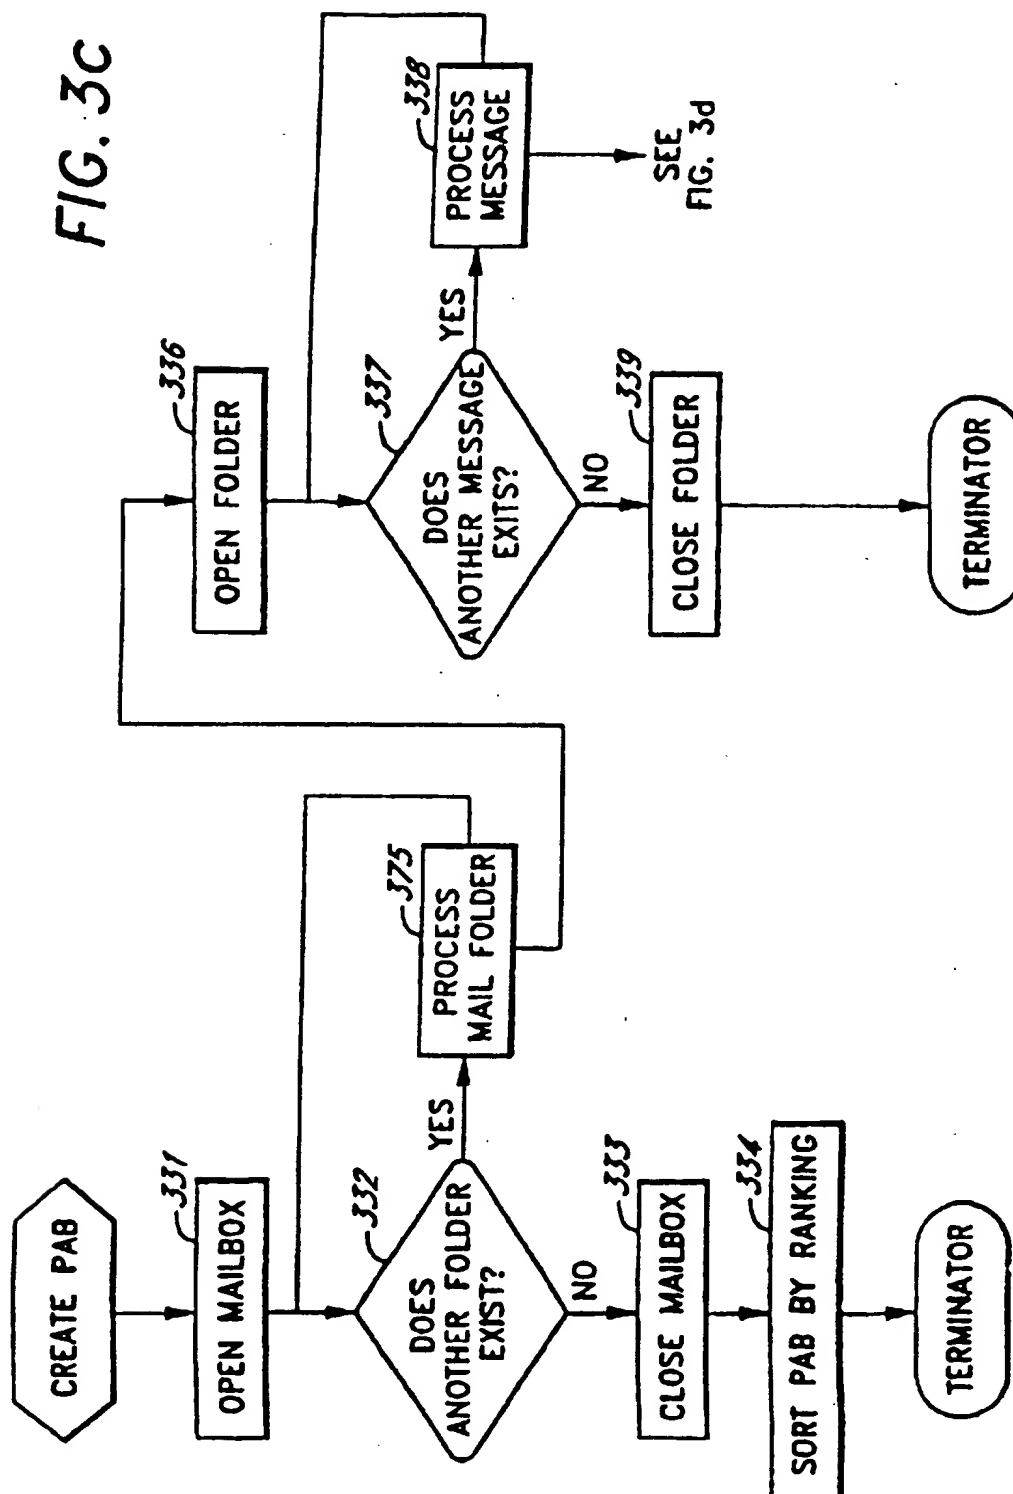 FIG. 3c
CREATE PAB
331
OPEN MAILBOX
332
DOES
ANOTHER FOLDER
EXIST?
YES
NO
375
PROCESS
MAIL FOLDER
333
CLOSE MAILBOX
334
SORT PAB BY RANKING
TERMINATOR
336
OPEN FOLDER
337
DOES
ANOTHER MESSAGE
EXITS?
YES
NO
338
PROCESS
MESSAGE
SEE
FIG. 3d
339
CLOSE FOLDER
TERMINATOR